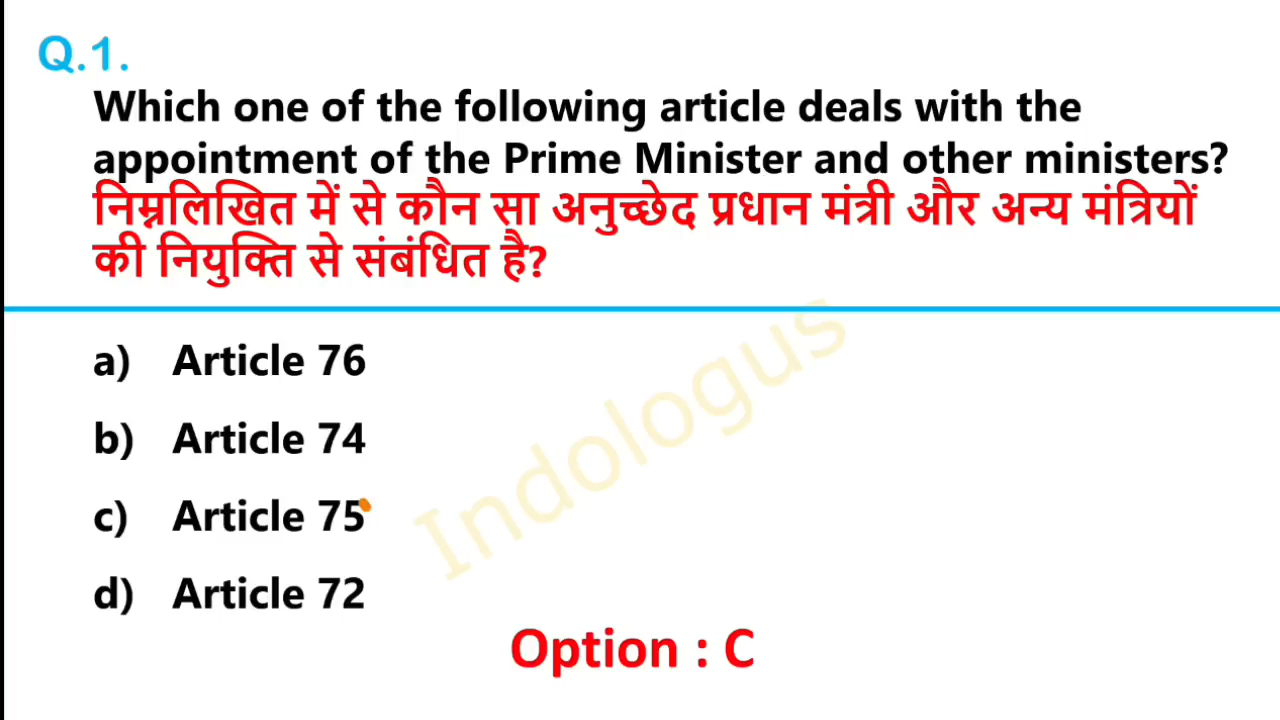 Q.1.
Which one of the following article deals with the
appointment of the Prime Minister and other ministers?
निम्नलिखित में से कौन सा अनुच्छेद प्रधान मंत्री और अन्य मंत्रियों
की नियुक्ति से संबंधित है?
a) Article 76
b) Article 74
c) Article 75
d) Article 72
Option : C
Indologus